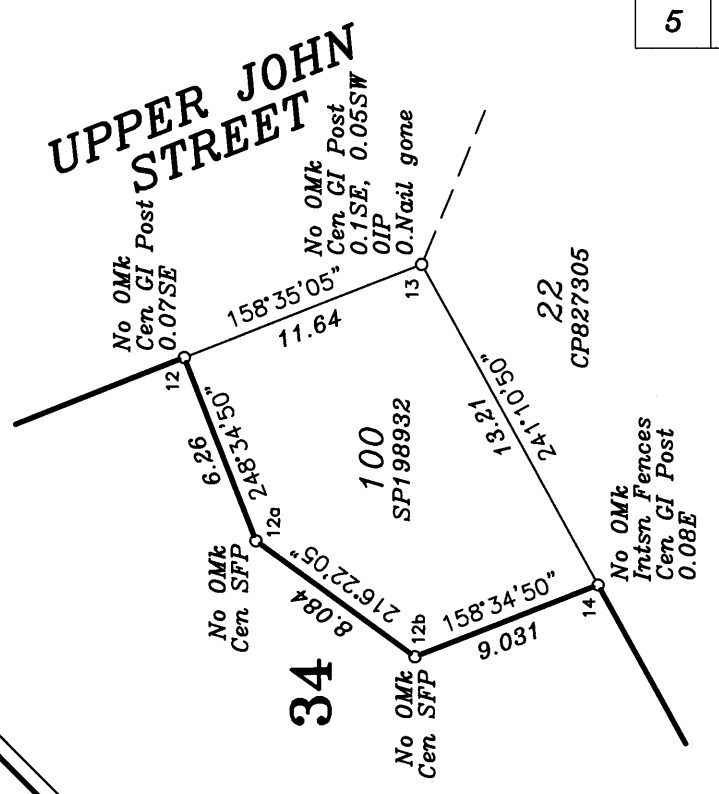 5
UPPER JOHN
STREET
No OMk
Cen GI Post
0.07SE
No OMk
Cen GI Post
0.1SE, 0.05SW
OIP
O.Nail gone
12
158°35'05"
11.64
13
6.26
248°34'50"
12a
No OMk
Cen SFP
100
SP198932
22
CP827305
13.21
241°10'50"
216°22'05"
8.084
34
12b
No OMk
Cen SFP
158°34'50"
9.031
14
No OMk
Intsn Fences
Cen GI Post
0.08E